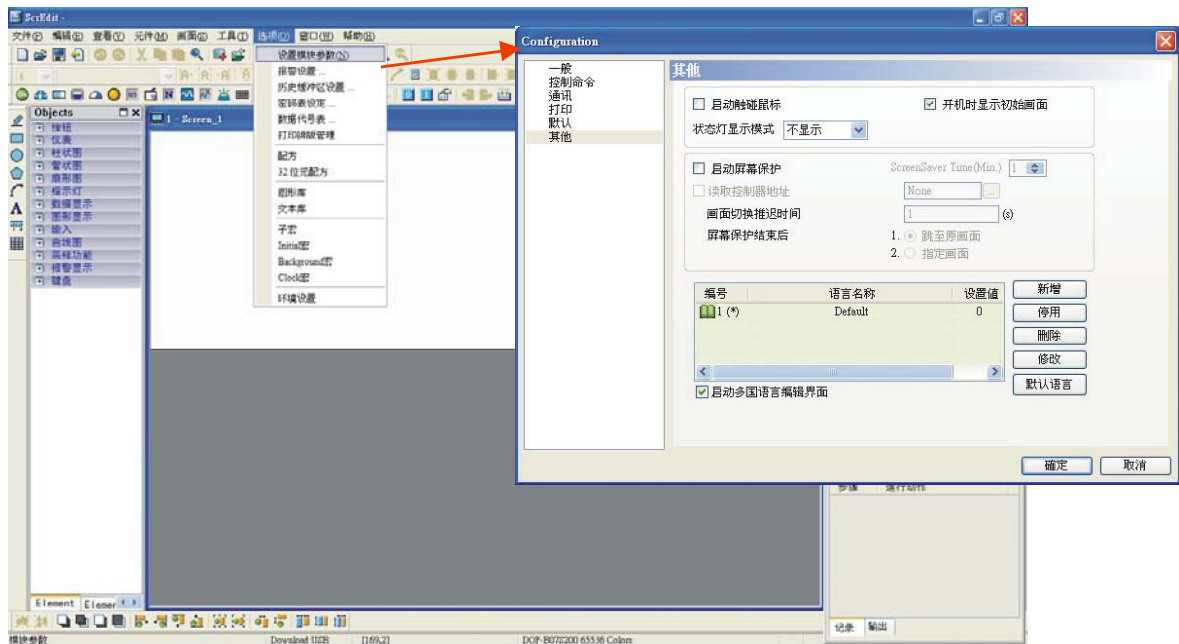 ScrEdit -
文件(F) 编辑(E) 查看(V) 元件(M) 画面(Q) 工具(T) 选项(O) 窗口(W) 帮助(H)
设置模块参数(N)
报警设置 ...
历史缓冲区设置 ...
密码表设定 ...
数据代号表 ...
打印排版管理
配方
32 位元配方
图形库
文本库
子宏
Initial宏
Background宏
Clock宏
环境设置
Objects
按钮
仪表
柱状图
管状图
扇形图
指示灯
数据显示
图形显示
输入
曲线图
采样功能
报警显示
键盘
1 - Screen_1
Configuration
一般
控制命令
通讯
打印
默认
其他
其他
启动触碰鼠标
开机时显示初始画面
状态灯显示模式 不显示
启动屏幕保护 ScreenSaver Time(Min.) 1
读取控制器地址 None ...
画面切换推迟时间 1 (s)
屏幕保护结束后 1. 跳至原画面
2. 指定画面
编号 语言名称 设置值
1 (*) Default 0
新增
停用
删除
修改
默认语言
启动多国语言编辑界面
確定 取消
步骤 运行动作
Element Elemer
记录 输出
模块参数 Download :USB [169,2] DOP-B07S200 65536 Colors